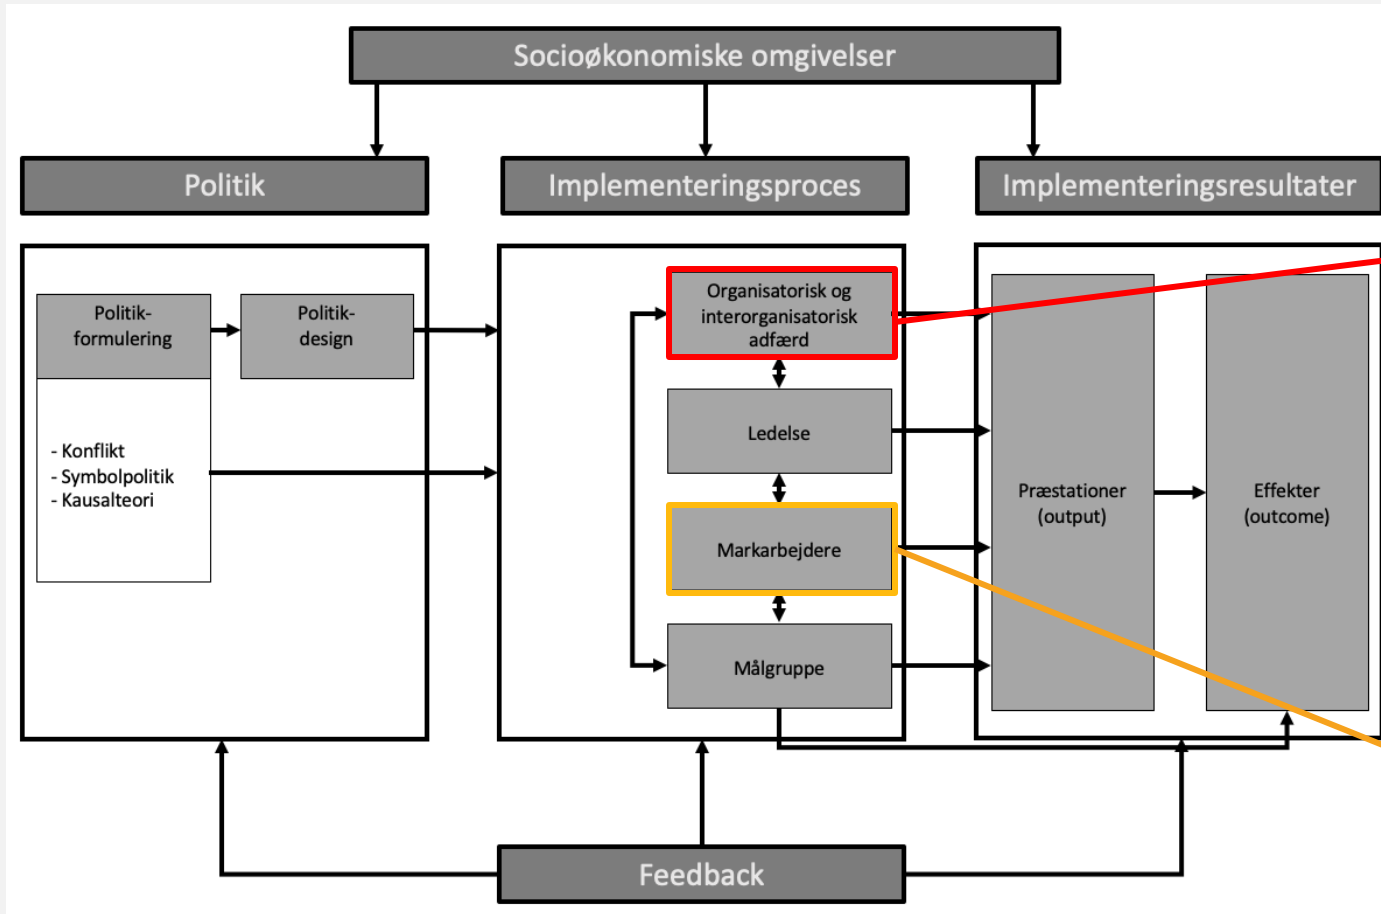 Socioøkonomiske omgivelser
Politik
Implementeringsproces
Implementeringsresultater
Politik-
formulering
Politik-
design
- Konflikt
- Symbolpolitik
- Kausalteori
Organisatorisk og
interorganisatorisk
adfærd
Ledelse
Markarbejdere
Målgruppe
Præstationer
(output)
Effekter
(outcome)
Feedback